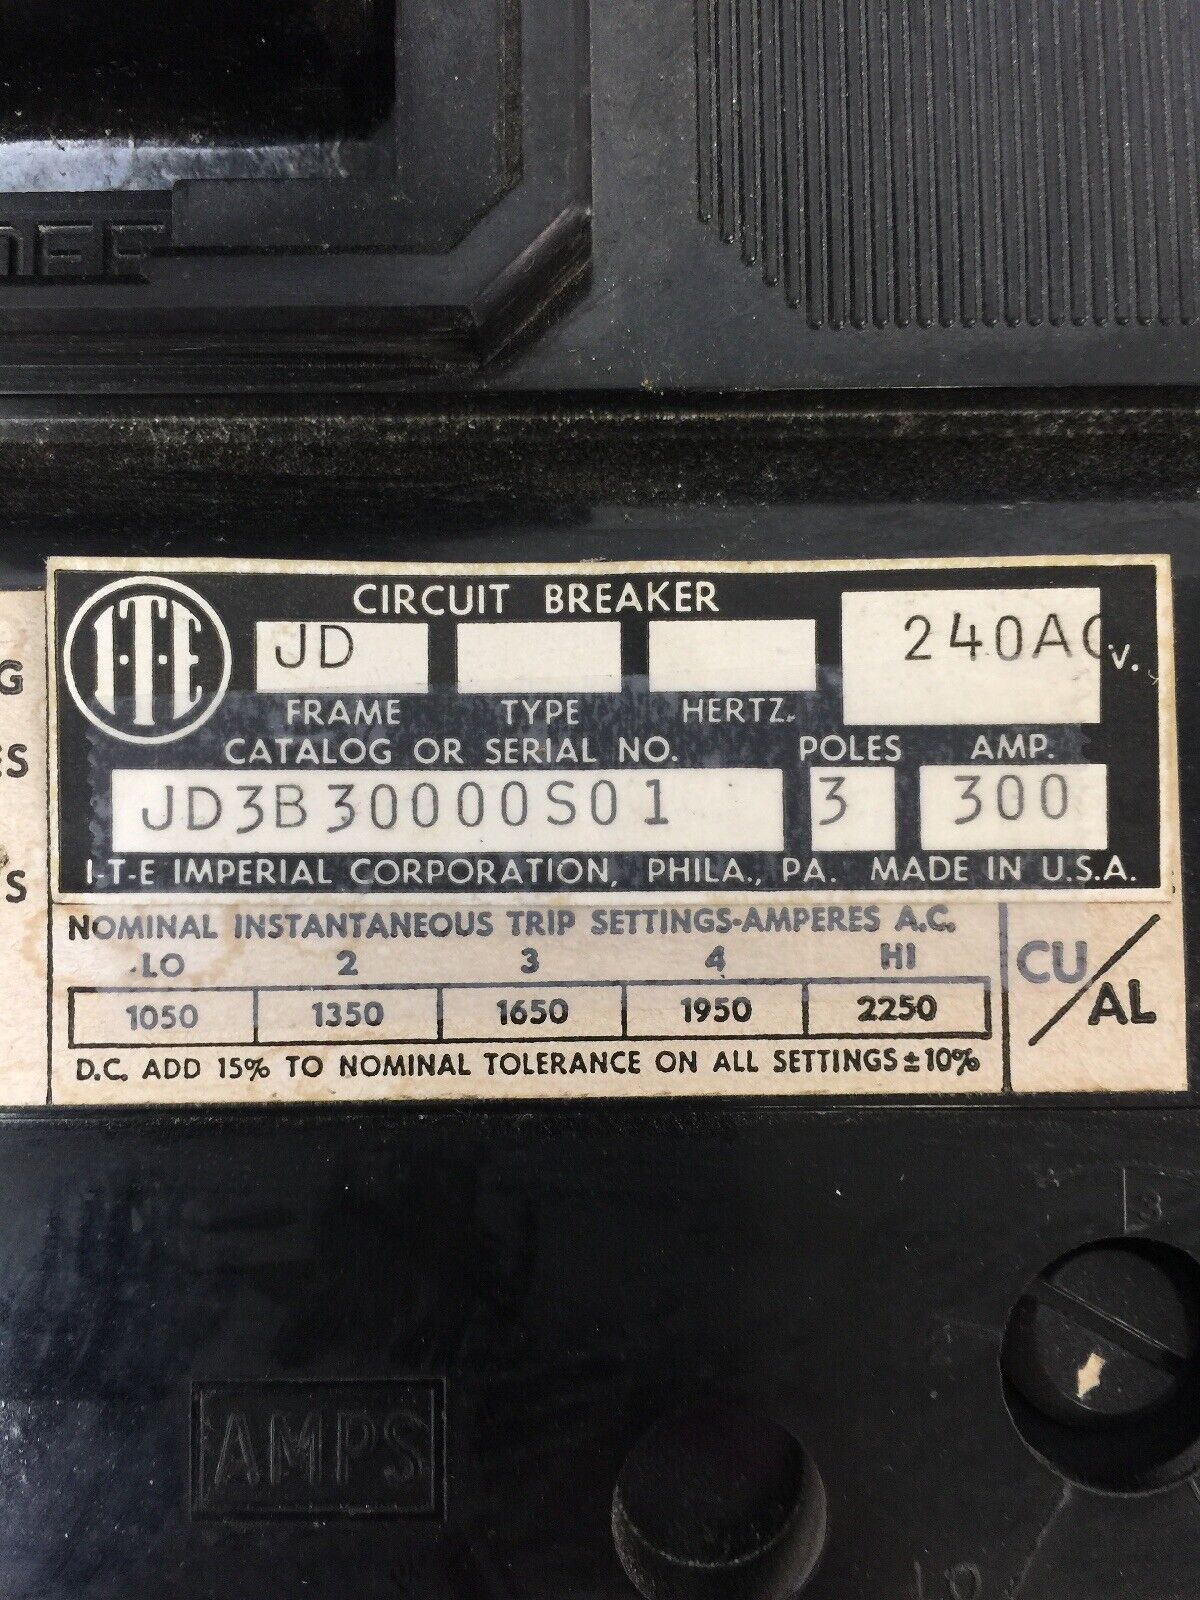 OFF
I-T-E
CIRCUIT BREAKER
JD
240AC V.
FRAME TYPE HERTZ.
CATALOG OR SERIAL NO. POLES AMP.
JD3B30000S01 3 300
I-T-E IMPERIAL CORPORATION, PHILA., PA. MADE IN U.S.A.
G
ES
S
NOMINAL INSTANTANEOUS TRIP SETTINGS-AMPERES A.C.
LO 2 3 4 HI
1050 1350 1650 1950 2250
D.C. ADD 15% TO NOMINAL TOLERANCE ON ALL SETTINGS ± 10%
CU/AL
AMPS